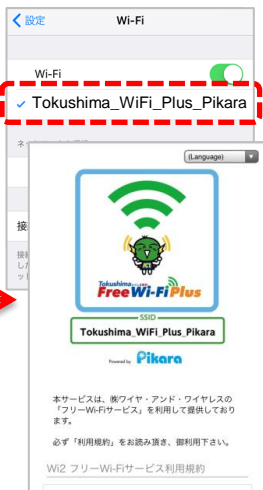 設定
Wi-Fi
Wi-Fi
Tokushima_WiFi_Plus_Pikara
(Language)
Tokushima
Free Wi-Fi Plus
SSID
Tokushima_WiFi_Plus_Pikara
Powered by Pikara
本サービスは、㈱ワイヤ・アンド・ワイヤレスの
「フリーWi-Fiサービス」を利用して提供しており
ます。
必ず「利用規約」をお読み頂き、御利用下さい。
Wi2 フリーWi-Fiサービス利用規約